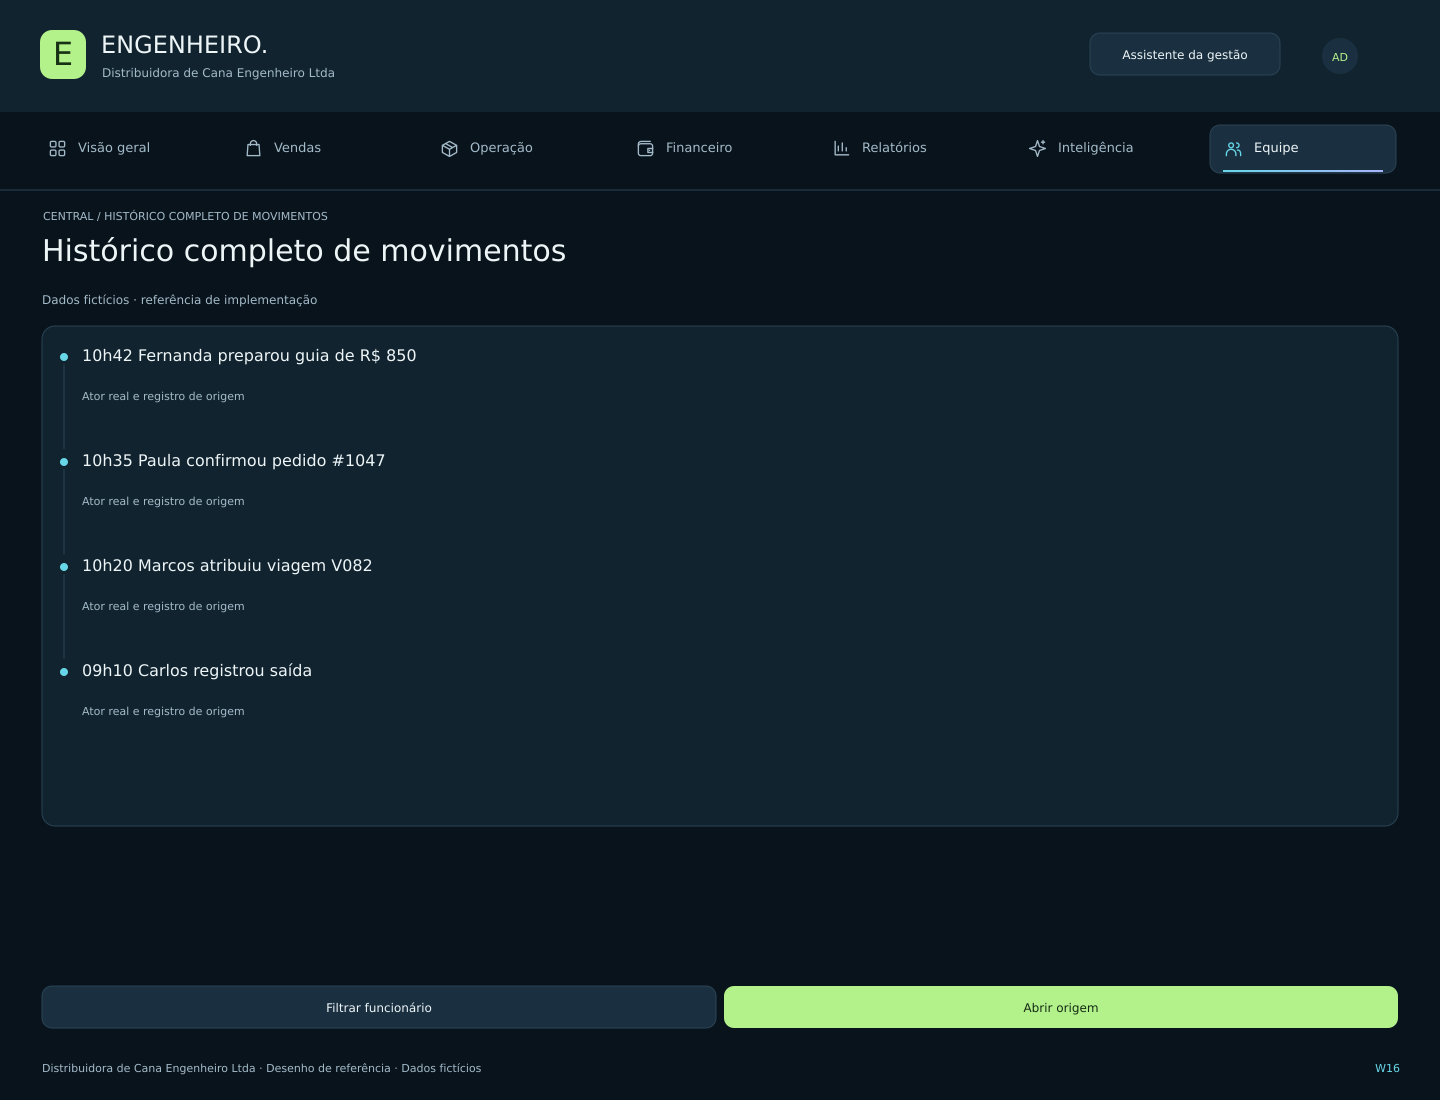 E
ENGENHEIRO.
Distribuidora de Cana Engenheiro Ltda
Assistente da gestão
AD
Visão geral
Vendas
Operação
Financeiro
Relatórios
Inteligência
Equipe
CENTRAL / HISTÓRICO COMPLETO DE MOVIMENTOS
Histórico completo de movimentos
Dados fictícios · referência de implementação
10h42 Fernanda preparou guia de R$ 850
Ator real e registro de origem
10h35 Paula confirmou pedido #1047
Ator real e registro de origem
10h20 Marcos atribuiu viagem V082
Ator real e registro de origem
09h10 Carlos registrou saída
Ator real e registro de origem
Filtrar funcionário
Abrir origem
Distribuidora de Cana Engenheiro Ltda · Desenho de referência · Dados fictícios
W16